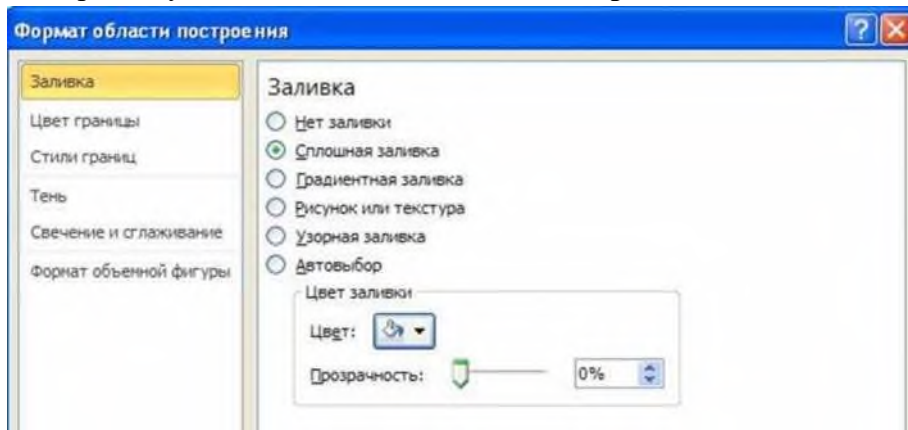 Формат области построения
Заливка
Цвет границы
Стили границ
Тень
Свечение и сглаживание
Формат объемной фигуры
Заливка
Нет заливки
Сплошная заливка
Градиентная заливка
Рисунок или текстура
Узорная заливка
Автовыбор
Цвет заливки
Цвет:
Прозрачность: 0%